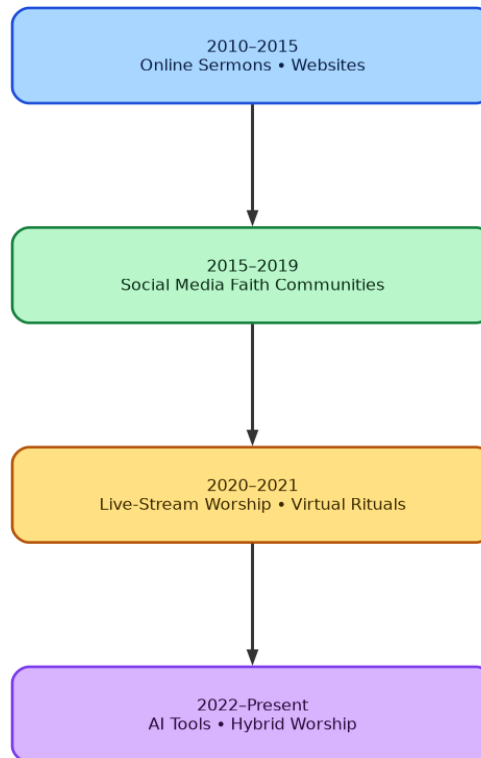 2010–2015
Online Sermons • Websites
2015–2019
Social Media Faith Communities
2020–2021
Live-Stream Worship • Virtual Rituals
2022–Present
AI Tools • Hybrid Worship